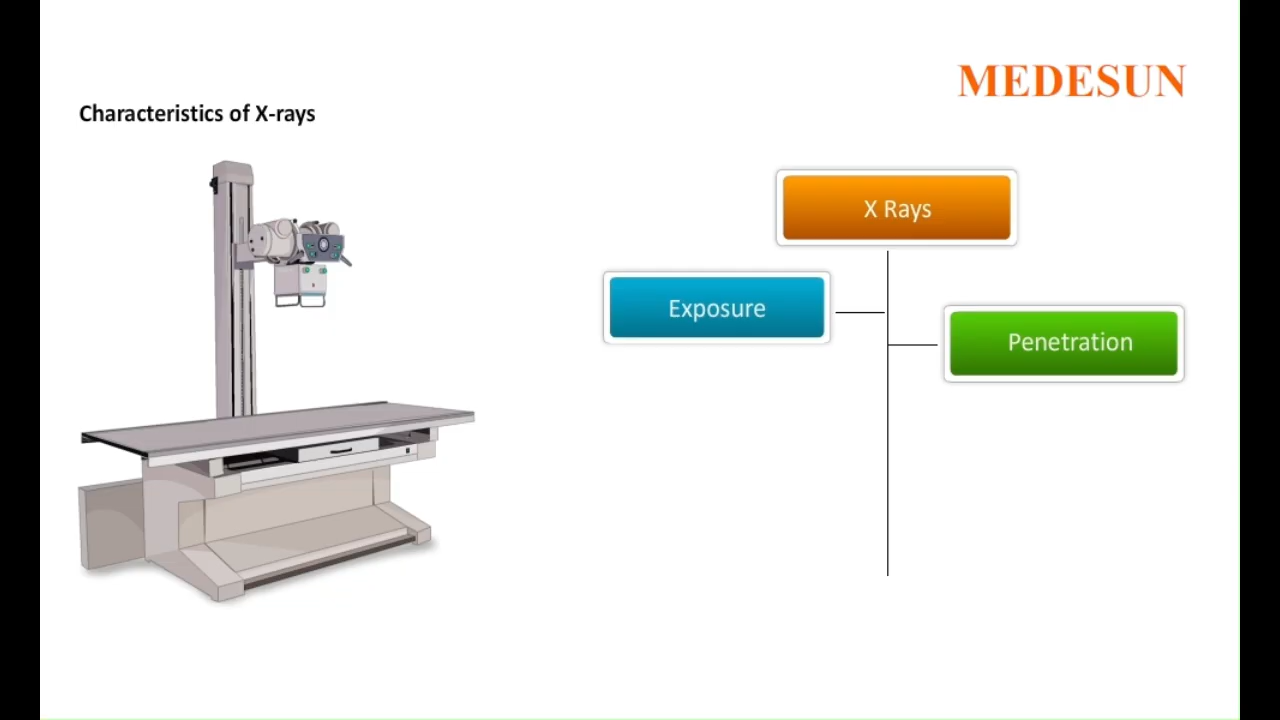 MEDESUN
Characteristics of X-rays
X Rays
Exposure
Penetration